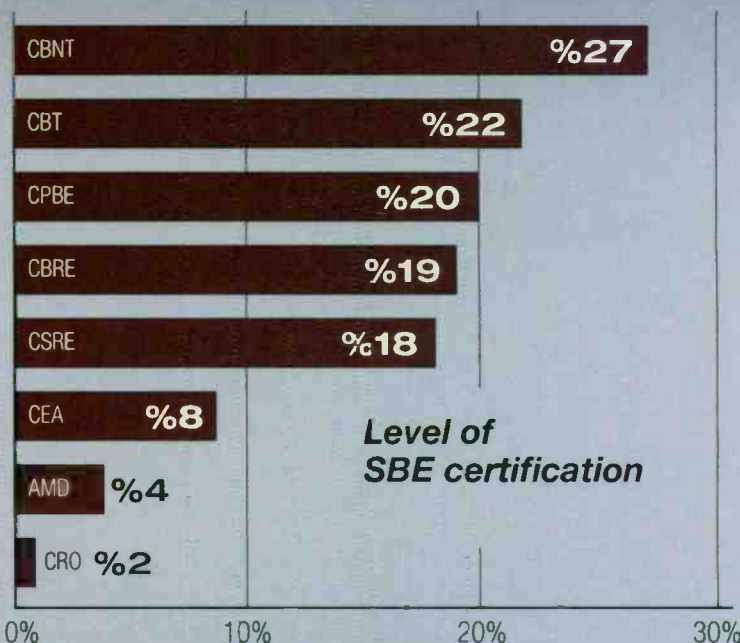 CBNT %27
CBT %22
CPBE %20
CBRE %19
CSRE %18
CEA %8
Level of
SBE certification
AMD %4
CRO %2
0% 10% 20% 30%